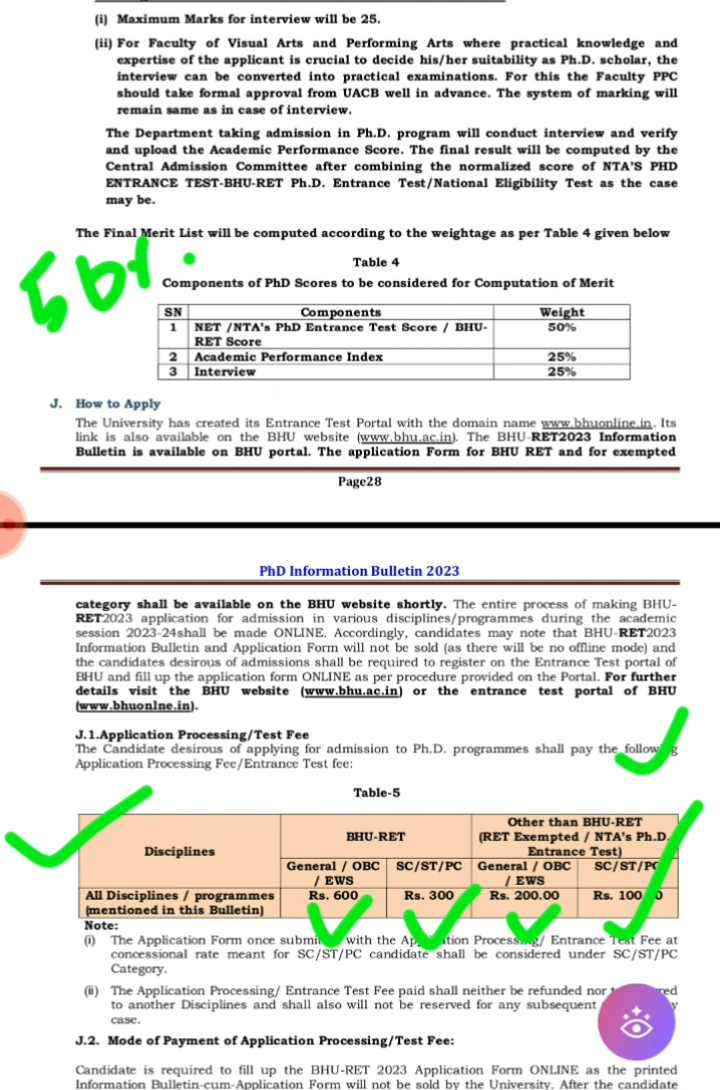 (i) Maximum Marks for interview will be 25.
(ii) For Faculty of Visual Arts and Performing Arts where practical knowledge and
expertise of the applicant is crucial to decide his/her suitability as Ph.D. scholar, the
interview can be converted into practical examinations. For this the Faculty PPC
should take formal approval from UACB well in advance. The system of marking will
remain same as in case of interview.
The Department taking admission in Ph.D. program will conduct interview and verify
and upload the Academic Performance Score. The final result will be computed by the
Central Admission Committee after combining the normalized score of NTA'S PHD
ENTRANCE TEST-BHU-RET Ph.D. Entrance Test/National Eligibility Test as the case
may be.
The Final Merit List will be computed according to the weightage as per Table 4 given below
Table 4
Components of PhD Scores to be considered for Computation of Merit
SN Components Weight
1 NET /NTA's PhD Entrance Test Score / BHU- 50%
RET Score
2 Academic Performance Index 25%
3 Interview 25%
J. How to Apply
The University has created its Entrance Test Portal with the domain name www.bhuonline.in. Its
link is also available on the BHU website (www.bhu.ac.in). The BHU-RET2023 Information
Bulletin is available on BHU portal. The application Form for BHU RET and for exempted
Page28
PhD Information Bulletin 2023
category shall be available on the BHU website shortly. The entire process of making BHU-
RET2023 application for admission in various disciplines/programmes during the academic
session 2023-24shall be made ONLINE. Accordingly, candidates may note that BHU-RET2023
Information Bulletin and Application Form will not be sold (as there will be no offline mode) and
the candidates desirous of admissions shall be required to register on the Entrance Test portal of
BHU and fill up the application form ONLINE as per procedure provided on the Portal. For further
details visit the BHU website (www.bhu.ac.in) or the entrance test portal of BHU
(www.bhuonlne.in).
J.1.Application Processing/Test Fee
The Candidate desirous of applying for admission to Ph.D. programmes shall pay the following
Application Processing Fee/Entrance Test fee:
Table-5
Disciplines BHU-RET Other than BHU-RET
(RET Exempted / NTA's Ph.D.
Entrance Test)
General / OBC / EWS SC/ST/PC General / OBC / EWS SC/ST/PC
All Disciplines / programmes Rs. 600 Rs. 300 Rs. 200.00 Rs. 100
(mentioned in this Bulletin)
Note:
(i) The Application Form once with the Application Processing/ Entrance Test Fee at
concessional rate meant for SC/ST/PC candidate shall be considered under SC/ST/PC
Category.
(ii) The Application Processing/ Entrance Test Fee paid shall neither be refunded nor
to another Disciplines and shall also will not be reserved for any subsequent
case.
J.2. Mode of Payment of Application Processing/Test Fee:
Candidate is required to fill up the BHU-RET 2023 Application Form ONLINE as the printed
Information Bulletin-cum-Application Form will not be sold by the University. After the candidate